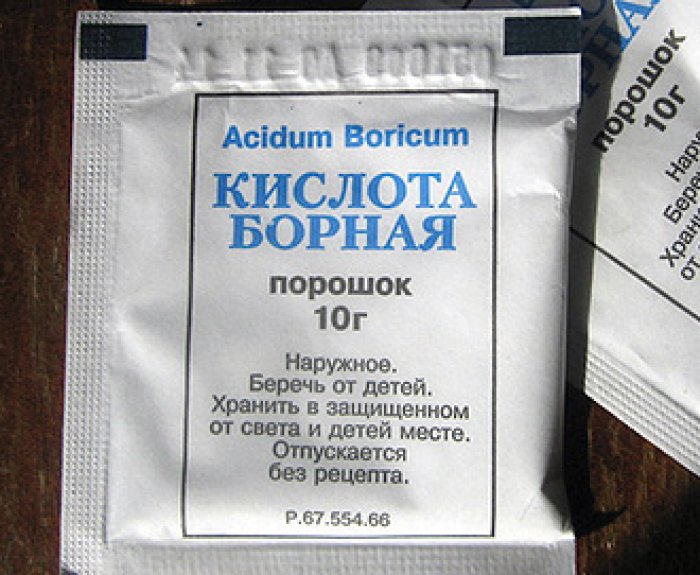 Acidum Boricum
КИСЛОТА
БОРНАЯ
порошок
10г
Наружное.
Беречь от детей.
Хранить в защищенном
от света и детей месте.
Отпускается
без рецепта.
Р.67.554.66
порошок
10г